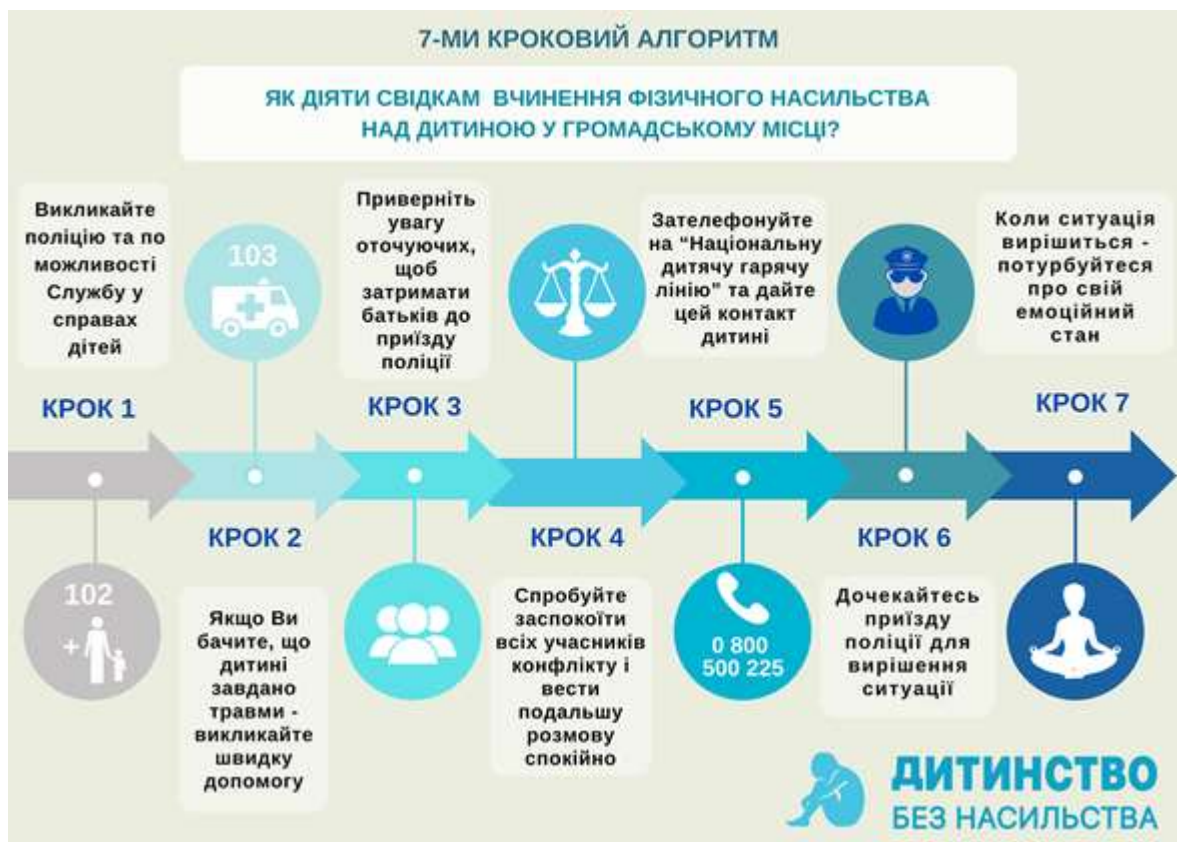 7-МИ КРОКОВИЙ АЛГОРИТМ
ЯК ДІЯТИ СВІДКАМ ВЧИНЕННЯ ФІЗИЧНОГО НАСИЛЬСТВА
НАД ДИТИНОЮ У ГРОМАДСЬКОМУ МІСЦІ?
Викликайте
поліцію та по
можливості
Службу у
справах
дітей
КРОК 1
102
+
103
КРОК 2
Якщо Ви
бачите, що
дитині
завдано
травми -
викликайте
швидку
допомогу
Приверніть
увагу
оточуючих,
щоб
затримати
батьків до
приїзду
поліції
КРОК 3
КРОК 4
Спробуйте
заспокоїти
всіх учасників
конфлікту і
вести
подальшу
розмову
спокійно
Зателефонуйте
на “Національну
дитячу гарячу
лінію" та дайте
цей контакт
дитині
КРОК 5
0 800
500 225
КРОК 6
Дочекайтесь
приїзду
поліції для
вирішення
ситуації
Коли ситуація
вирішиться -
потурбуйтеся
про свій
емоційний
стан
КРОК 7
ДИТИНСТВО
БЕЗ НАСИЛЬСТВА